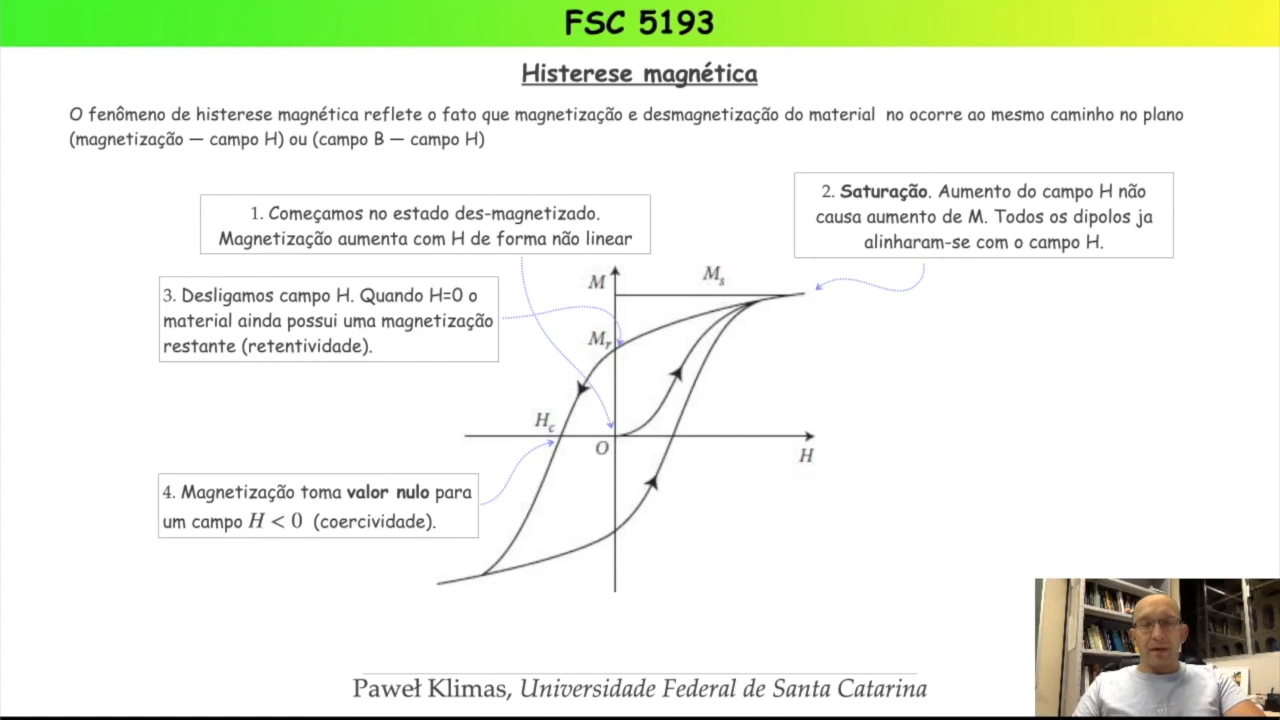 FSC 5193
Histerese magnética
O fenômeno de histerese magnética reflete o fato que magnetização e desmagnetização do material no ocorre ao mesmo caminho no plano
(magnetização — campo H) ou (campo B — campo H)
1. Começamos no estado des-magnetizado.
Magnetização aumenta com H de forma não linear
2. Saturação. Aumento do campo H não
causa aumento de M. Todos os dipolos ja
alinharam-se com o campo H.
3. Desligamos campo H. Quando H=0 o
material ainda possui uma magnetização
restante (retentividade).
M
M_s
M_r
H_c
O
H
4. Magnetização toma valor nulo para
um campo H < 0 (coercividade).
Paweł Klimas, Universidade Federal de Santa Catarina